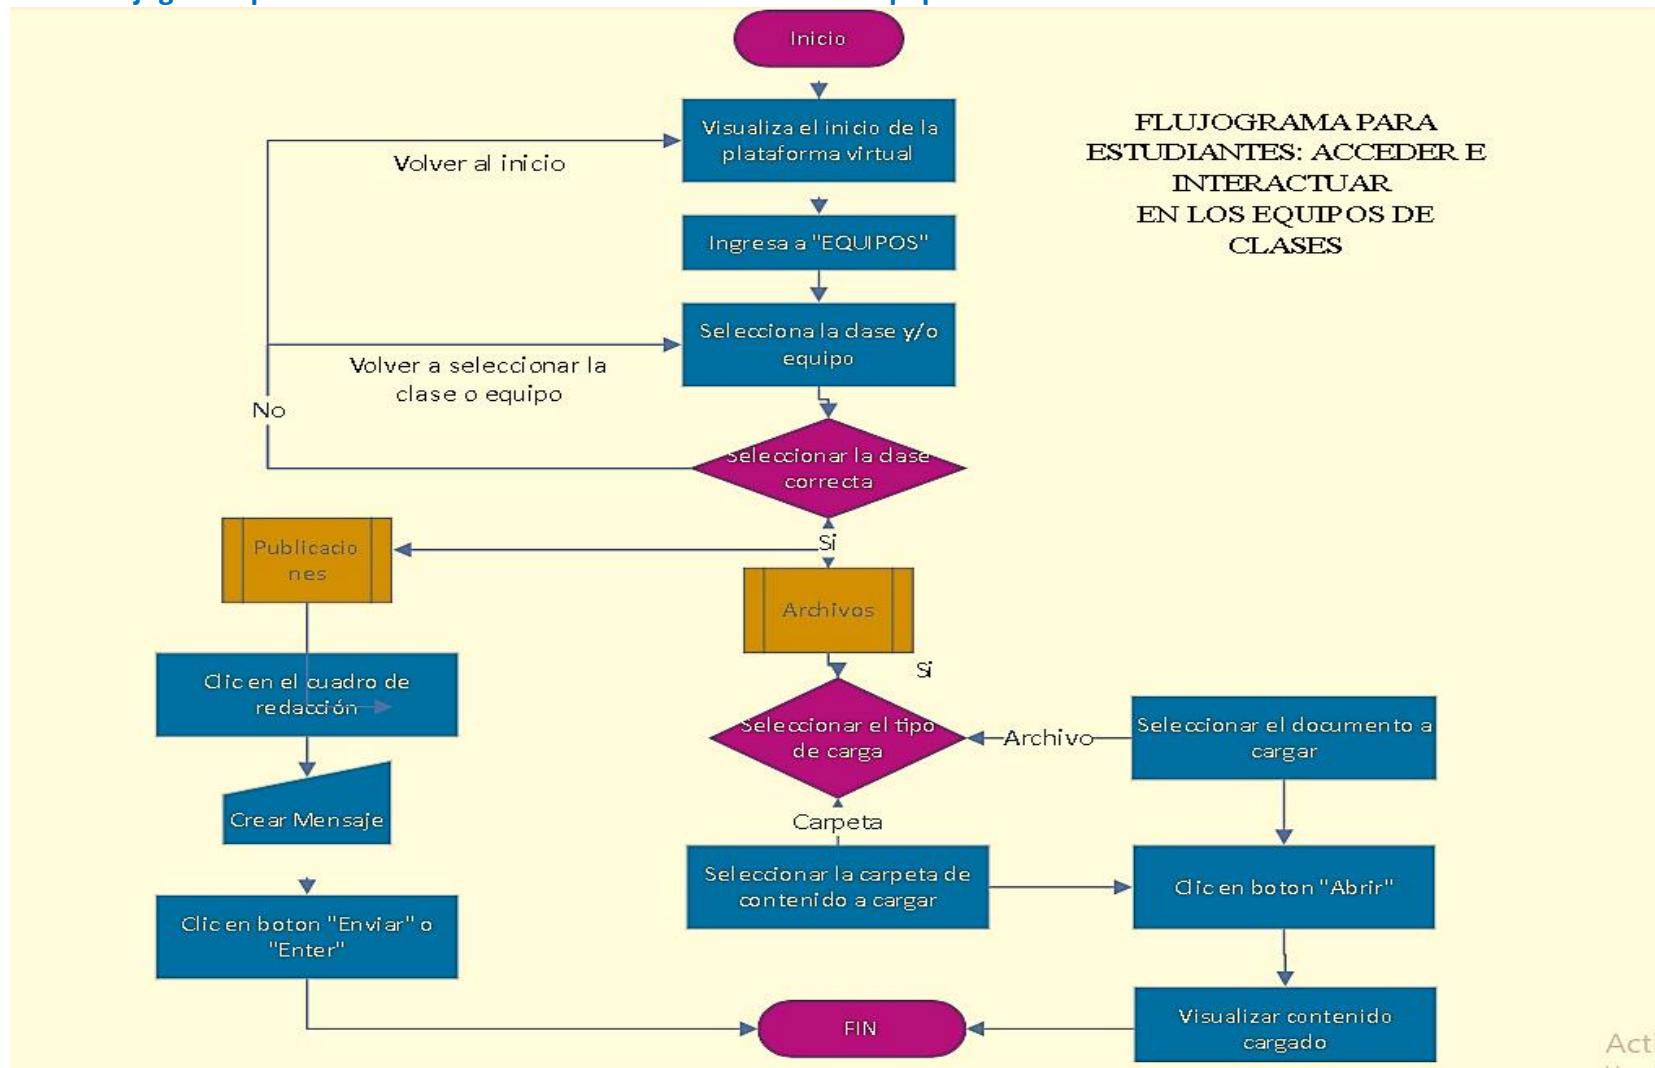 Inicio
FLUJOGRAMA PARA
ESTUDIANTES: ACCEDER E
INTERACTUAR
EN LOS EQUIPOS DE
CLASES
Visualiza el inicio de la
plataforma virtual
Volver al inicio
Ingresa a "EQUIPOS"
Selecciona la clase y/o
equipo
Volver a seleccionar la
clase o equipo
No
Seleccionar la clase
correcta
Si
Publicacio
nes
Archivos
Si
Clic en el cuadro de
redacción
Seleccionar el tipo
de carga
Archivo
Seleccionar el documento a
cargar
Crear Mensaje
Carpeta
Seleccionar la carpeta de
contenido a cargar
Clic en boton "Abrir"
Clic en boton "Enviar" o
"Enter"
Visualizar contenido
cargado
FIN
Acti